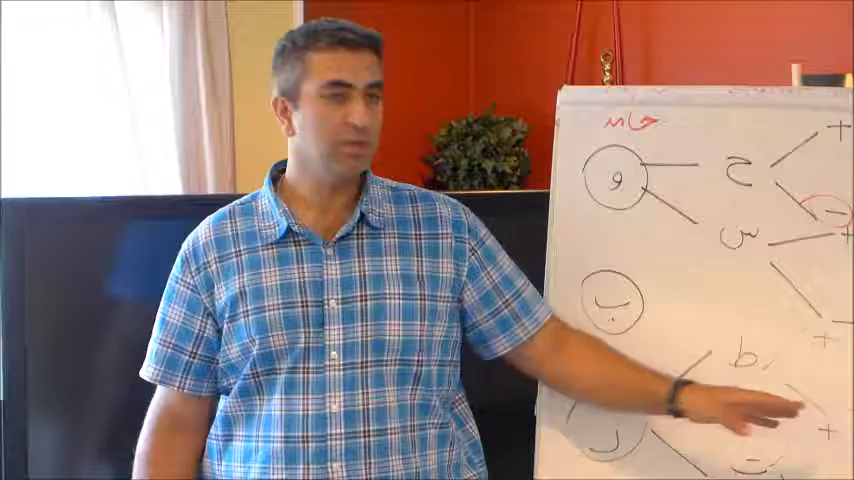 حامد
و ح +
-
س +
-
ب +
ط
ل ت +